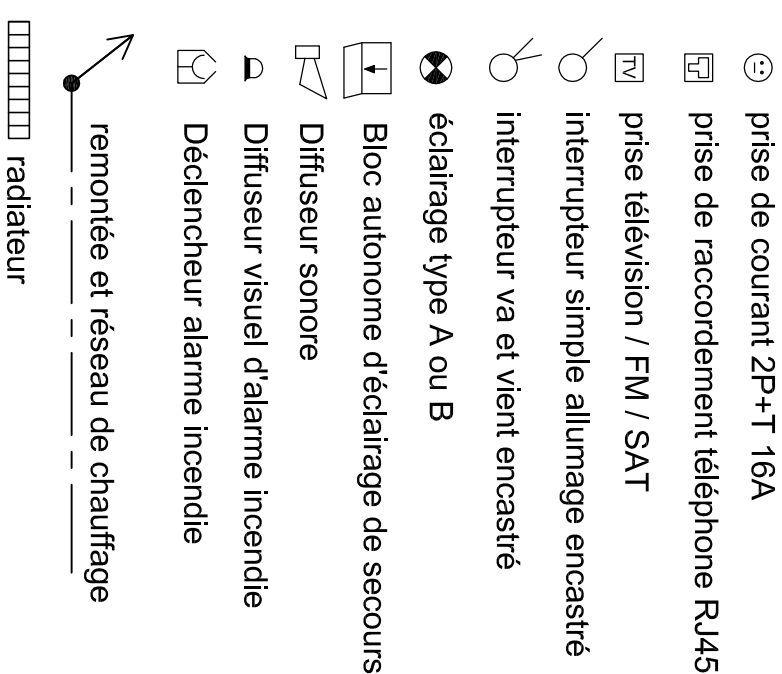 prise de courant 2P+T 16A
prise de raccordement téléphone RJ45
TV prise télévision / FM / SAT
interrupteur simple allumage encastré
interrupteur va et vient encastré
éclairage type A ou B
Bloc autonome d'éclairage de secours
Diffuseur sonore
Diffuseur visuel d'alarme incendie
Déclencheur alarme incendie
remontée et réseau de chauffage
radiateur